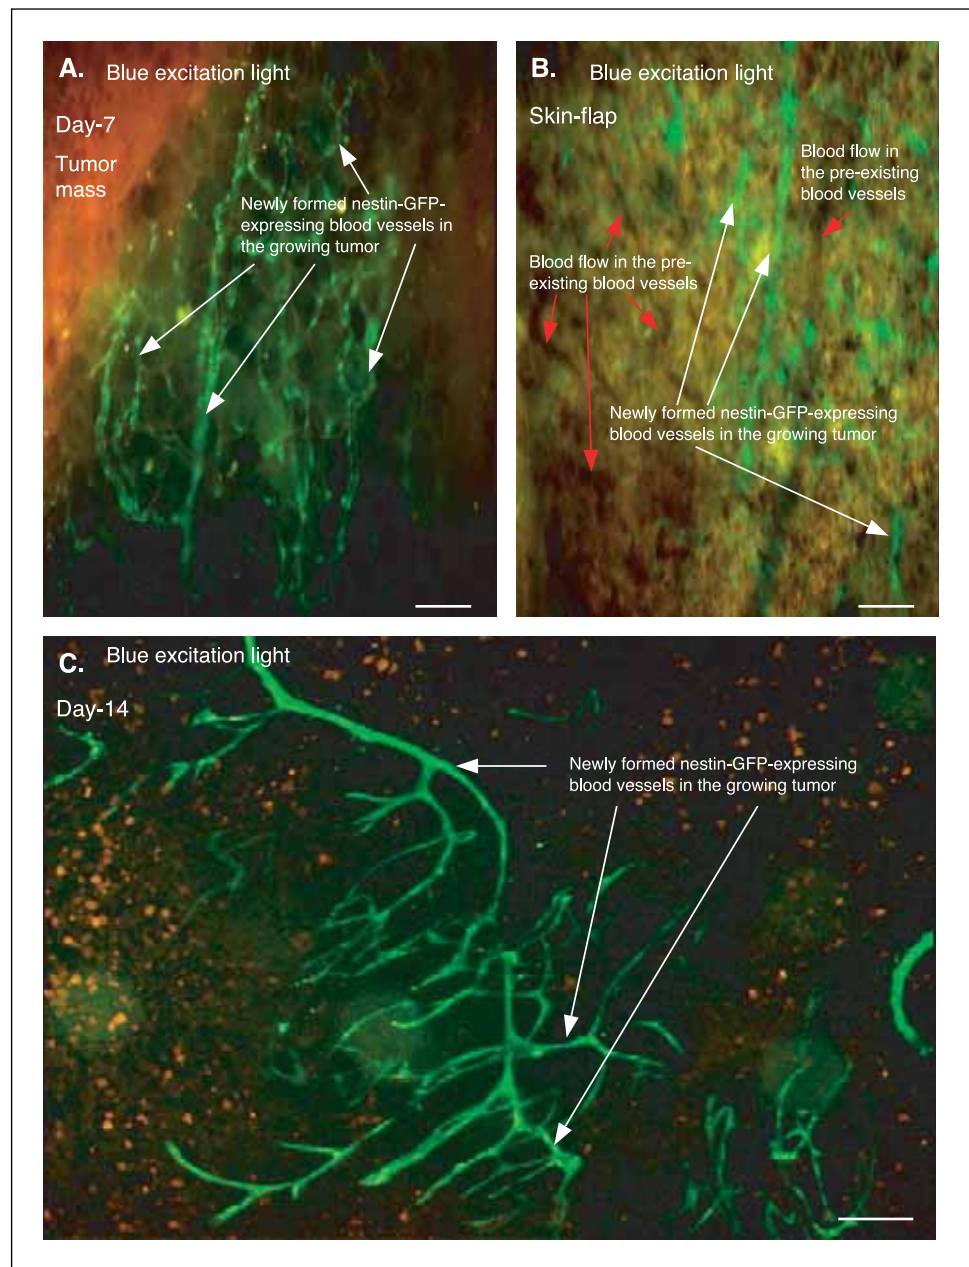 A. Blue excitation light
Day-7
Tumor
mass
Newly formed nestin-GFP-
expressing blood vessels in
the growing tumor
B. Blue excitation light
Skin-flap
Blood flow in
the pre-existing
blood vessels
Blood flow in the pre-
existing blood vessels
Newly formed nestin-GFP-expressing
blood vessels in the growing tumor
C. Blue excitation light
Day-14
Newly formed nestin-GFP-expressing
blood vessels in the growing tumor